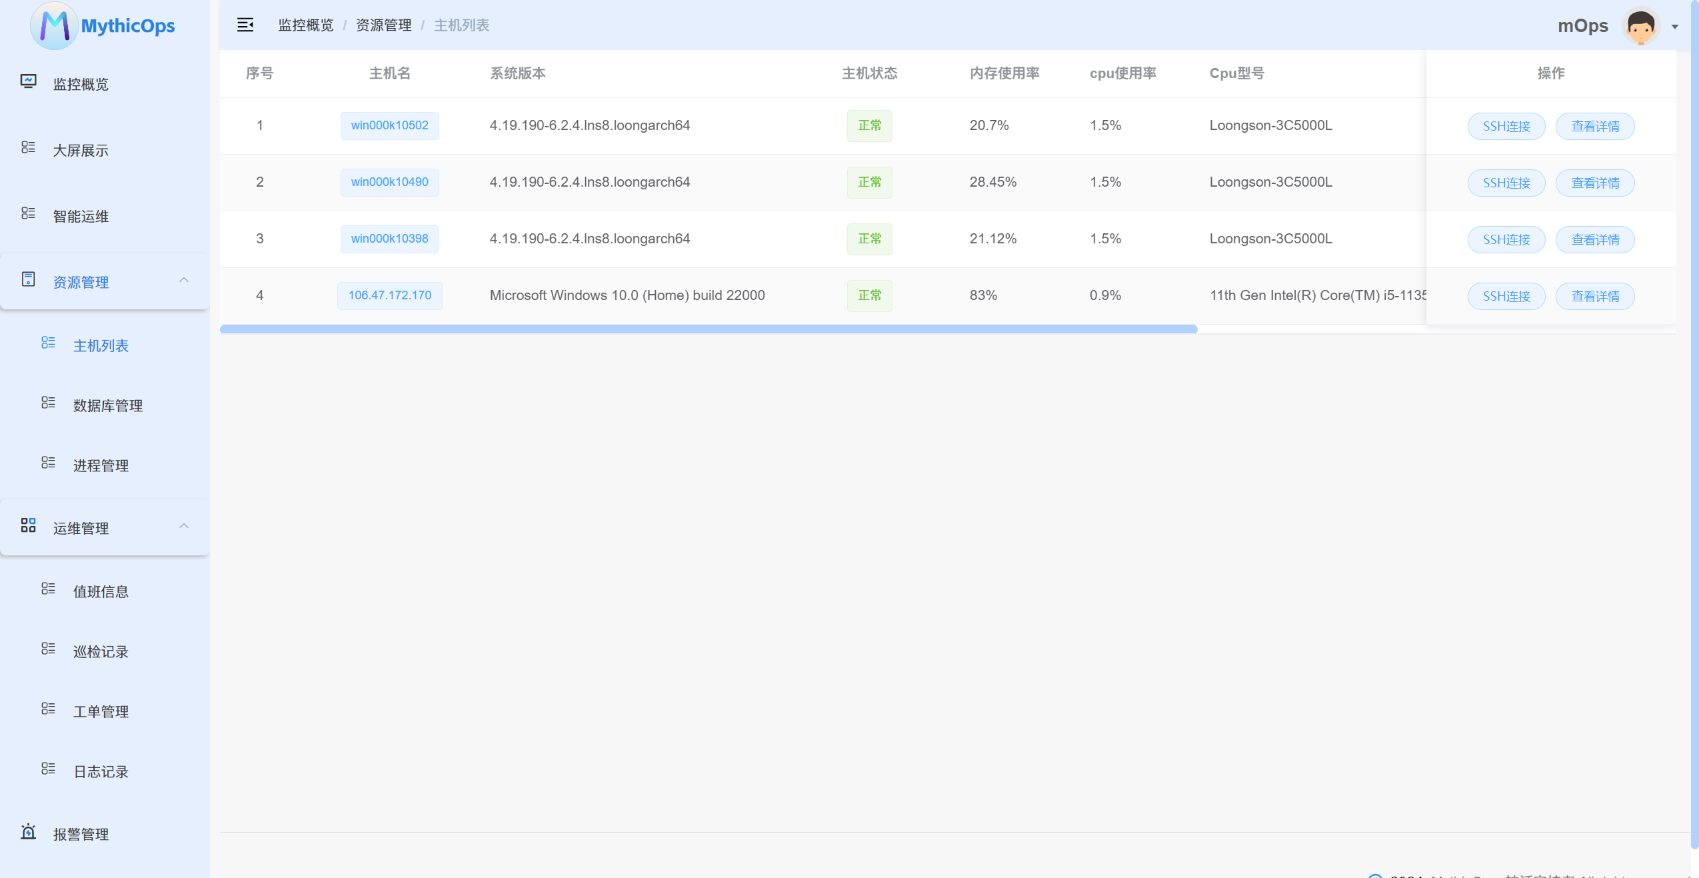 MythicOps
监控概览
大屏展示
智能运维
资源管理
主机列表
数据库管理
进程管理
运维管理
值班信息
巡检记录
工单管理
日志记录
报警管理
监控概览 / 资源管理 / 主机列表
mOps
序号 主机名 系统版本 主机状态 内存使用率 cpu使用率 Cpu型号 操作
1 win000k10502 4.19.190-6.2.4.lns8.loongarch64 正常 20.7% 1.5% Loongson-3C5000L SSH连接 查看详情
2 win000k10490 4.19.190-6.2.4.lns8.loongarch64 正常 28.45% 1.5% Loongson-3C5000L SSH连接 查看详情
3 win000k10398 4.19.190-6.2.4.lns8.loongarch64 正常 21.12% 1.5% Loongson-3C5000L SSH连接 查看详情
4 106.47.172.170 Microsoft Windows 10.0 (Home) build 22000 正常 83% 0.9% 11th Gen Intel(R) Core(TM) i5-1135 SSH连接 查看详情